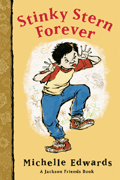 Stinky Stern
Forever
Michelle Edwards
A Jackson Friends Book